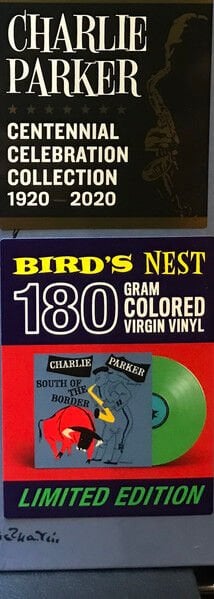 CHARLIE
PARKER
CENTENNIAL
CELEBRATION
COLLECTION
1920 2020
BIRD'S NEST
180 GRAM
COLORED
VIRGIN VINYL
CHARLIE PARKER
SOUTH OF THE
BORDER
LIMITED EDITION